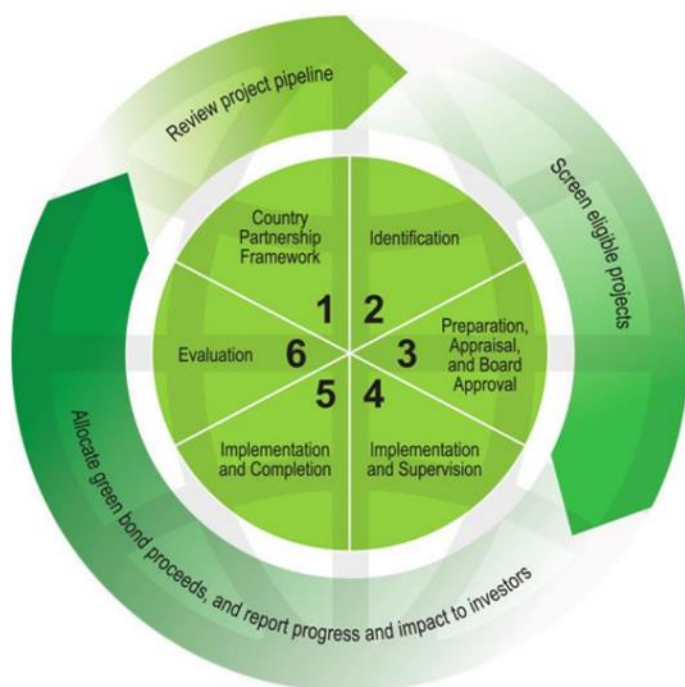 Review project pipeline
Screen eligible projects
Allocate green bond proceeds, and report progress and impact to investors
Country
Partnership
Framework
1
Identification
2
Preparation,
Appraisal,
and Board
Approval
3
Implementation
and Supervision
4
Implementation
and Completion
5
Evaluation
6